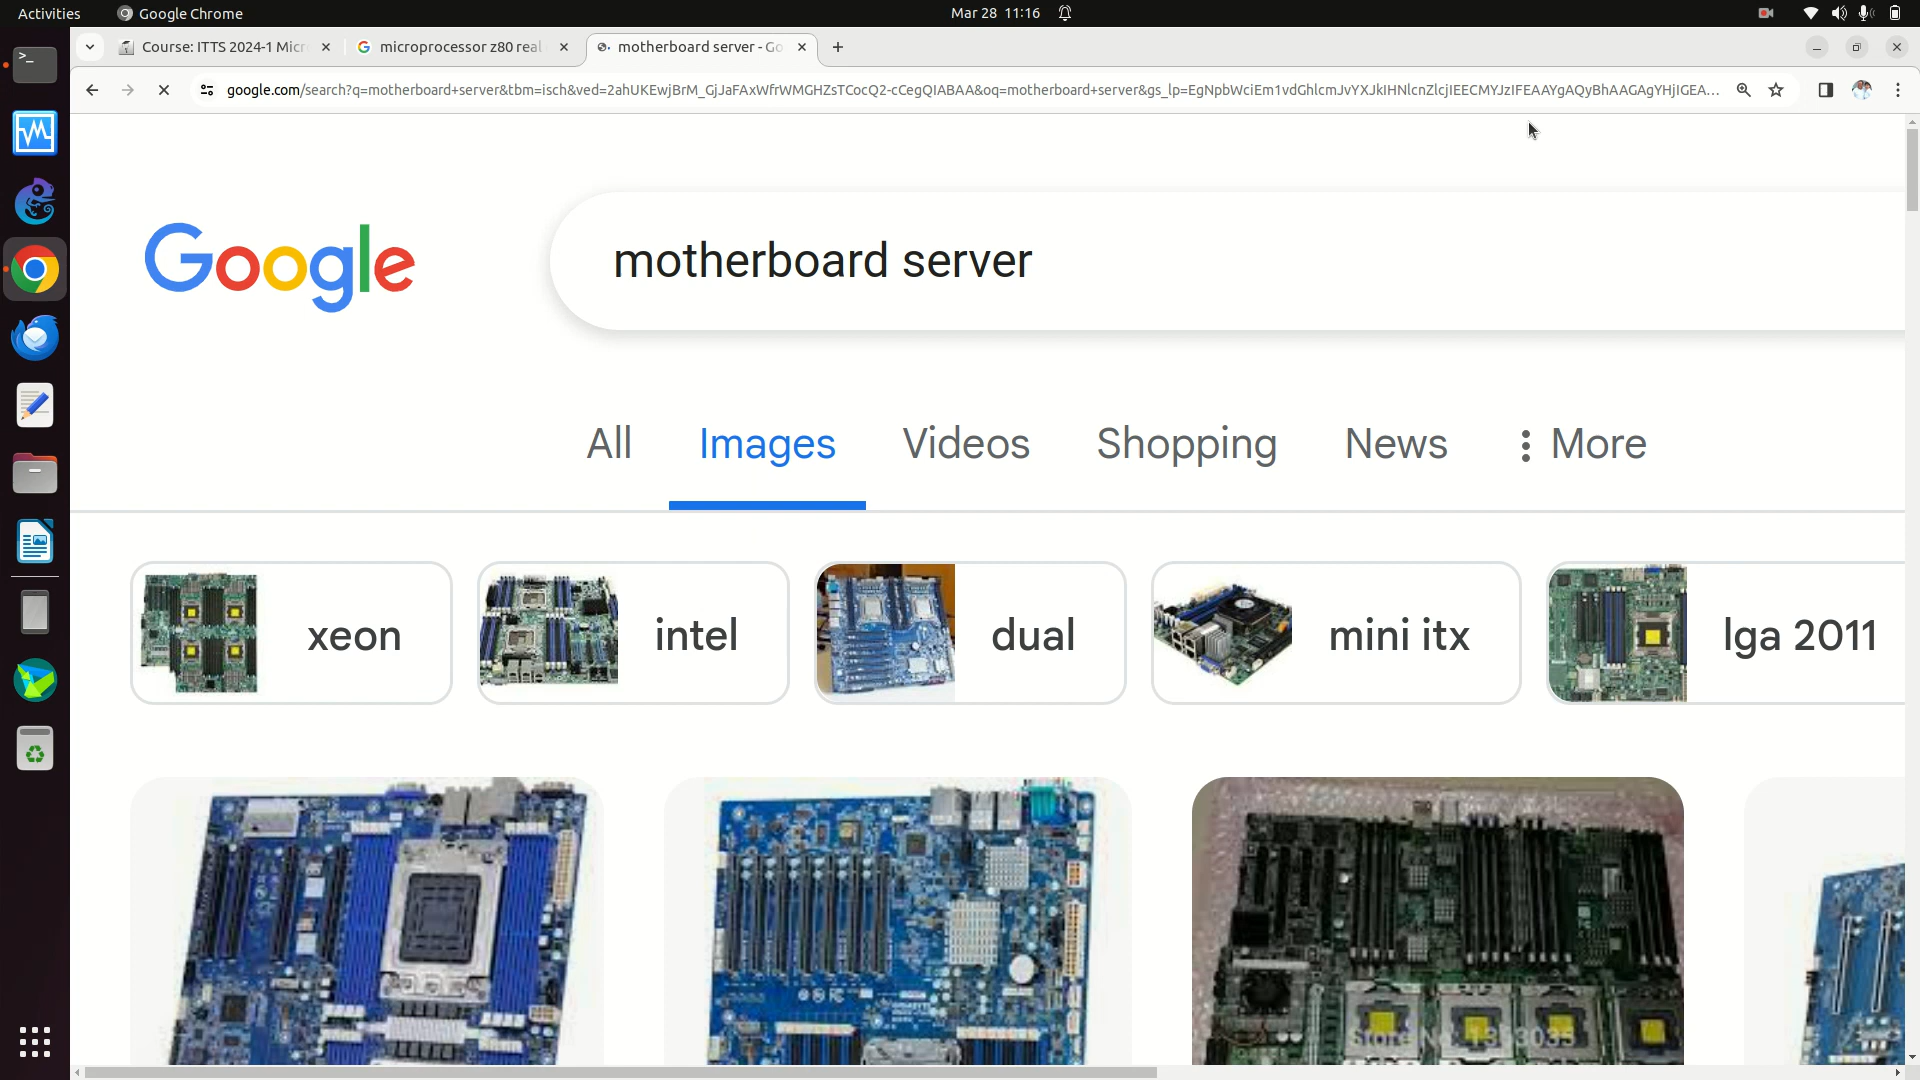 Activities
Google Chrome
Mar 28 11:16
Course: ITTS 2024-1 Micr
microprocessor z80 real
motherboard server - Go
google.com/search?q=motherboard+server&tbm=isch&ved=2ahUKEwjBrM_GjJaFAxWfrWMGHZsTCocQ2-cCegQIABAA&oq=motherboard+server&gs_lp=EgNpbWciEm1vdGhlcmJvYXJkIHNlcnZlcjIEECMYJzIFEAAYgAQyBhAAGAgYHjIGEA...
Google
motherboard server
All
Images
Videos
Shopping
News
More
xeon
intel
dual
mini itx
lga 2011